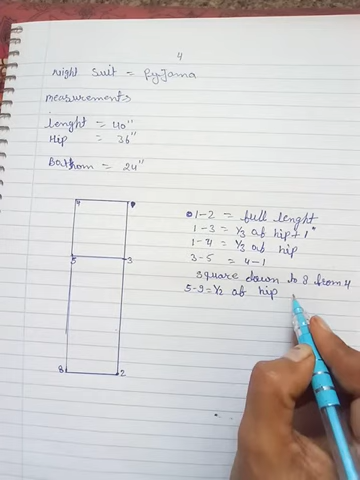 4
Night Suit = Pyjama
measurements
Lenght = 40"
Hip = 36"
Bottom = 24"
1-2 = full lenght
1-3 = 1/3 of hip + 1"
1-4 = 1/3 of hip
3-5 = 4-1
square down to 8 from 4
5-9 = 1/2 of hip
4
5 3
8 2